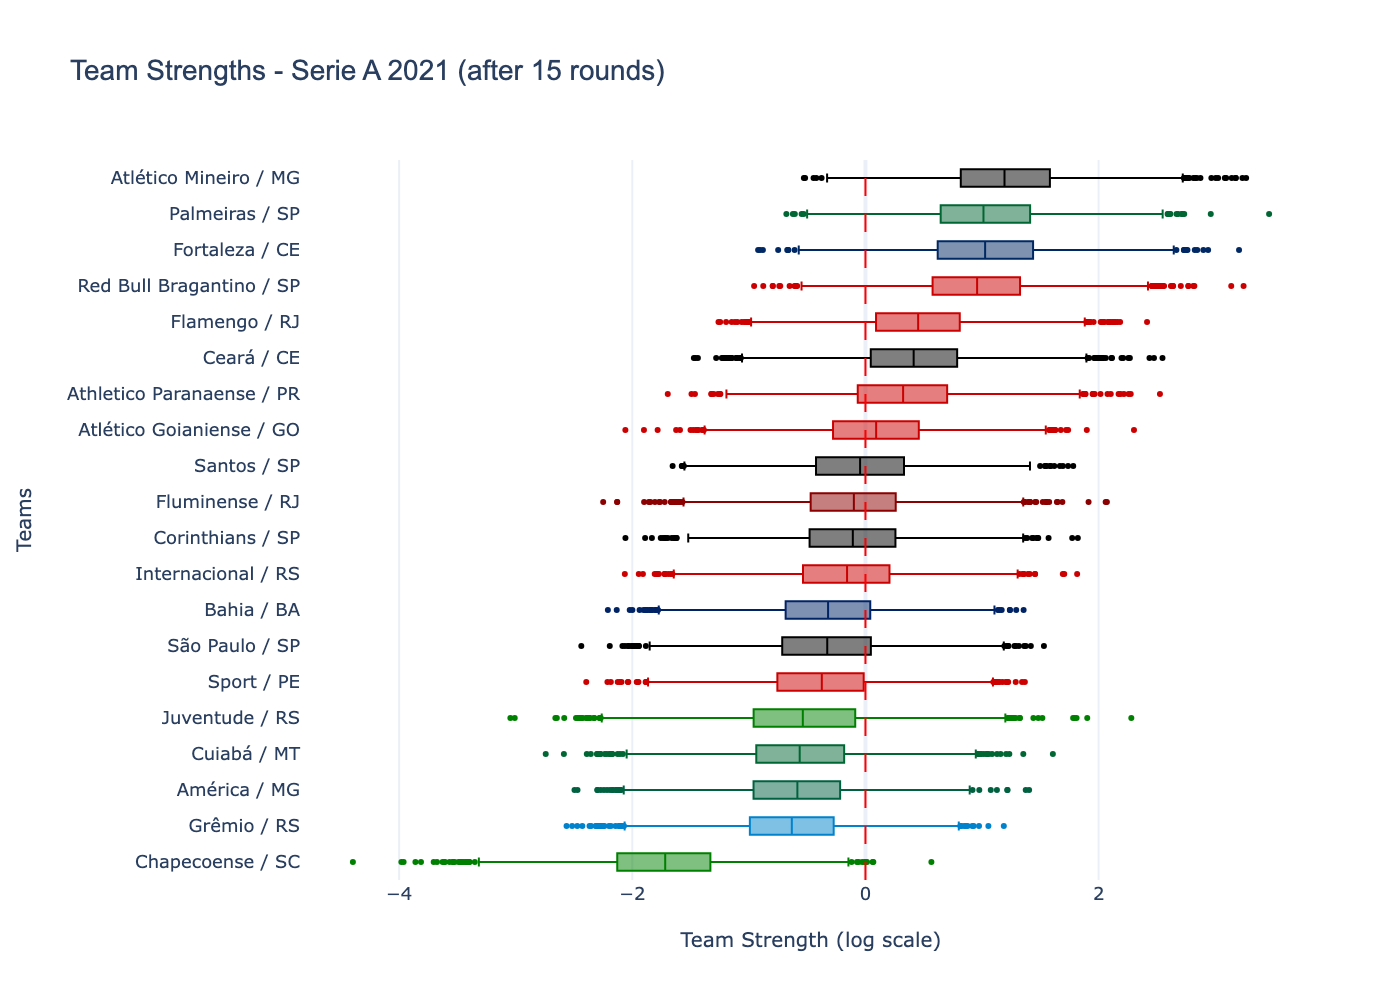 Team Strengths - Serie A 2021 (after 15 rounds)
Atlético Mineiro / MG
Palmeiras / SP
Fortaleza / CE
Red Bull Bragantino / SP
Flamengo / RJ
Ceará / CE
Athletico Paranaense / PR
Atlético Goianiense / GO
Santos / SP
Fluminense / RJ
Corinthians / SP
Internacional / RS
Bahia / BA
São Paulo / SP
Sport / PE
Juventude / RS
Cuiabá / MT
América / MG
Grêmio / RS
Chapecoense / SC
Teams
−4 −2 0 2
Team Strength (log scale)